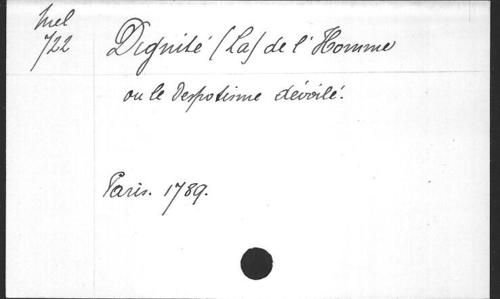 Mel
722
Dignité (La) de l'Homme
ou le Despotisme dévoilé.
Paris. 1789.